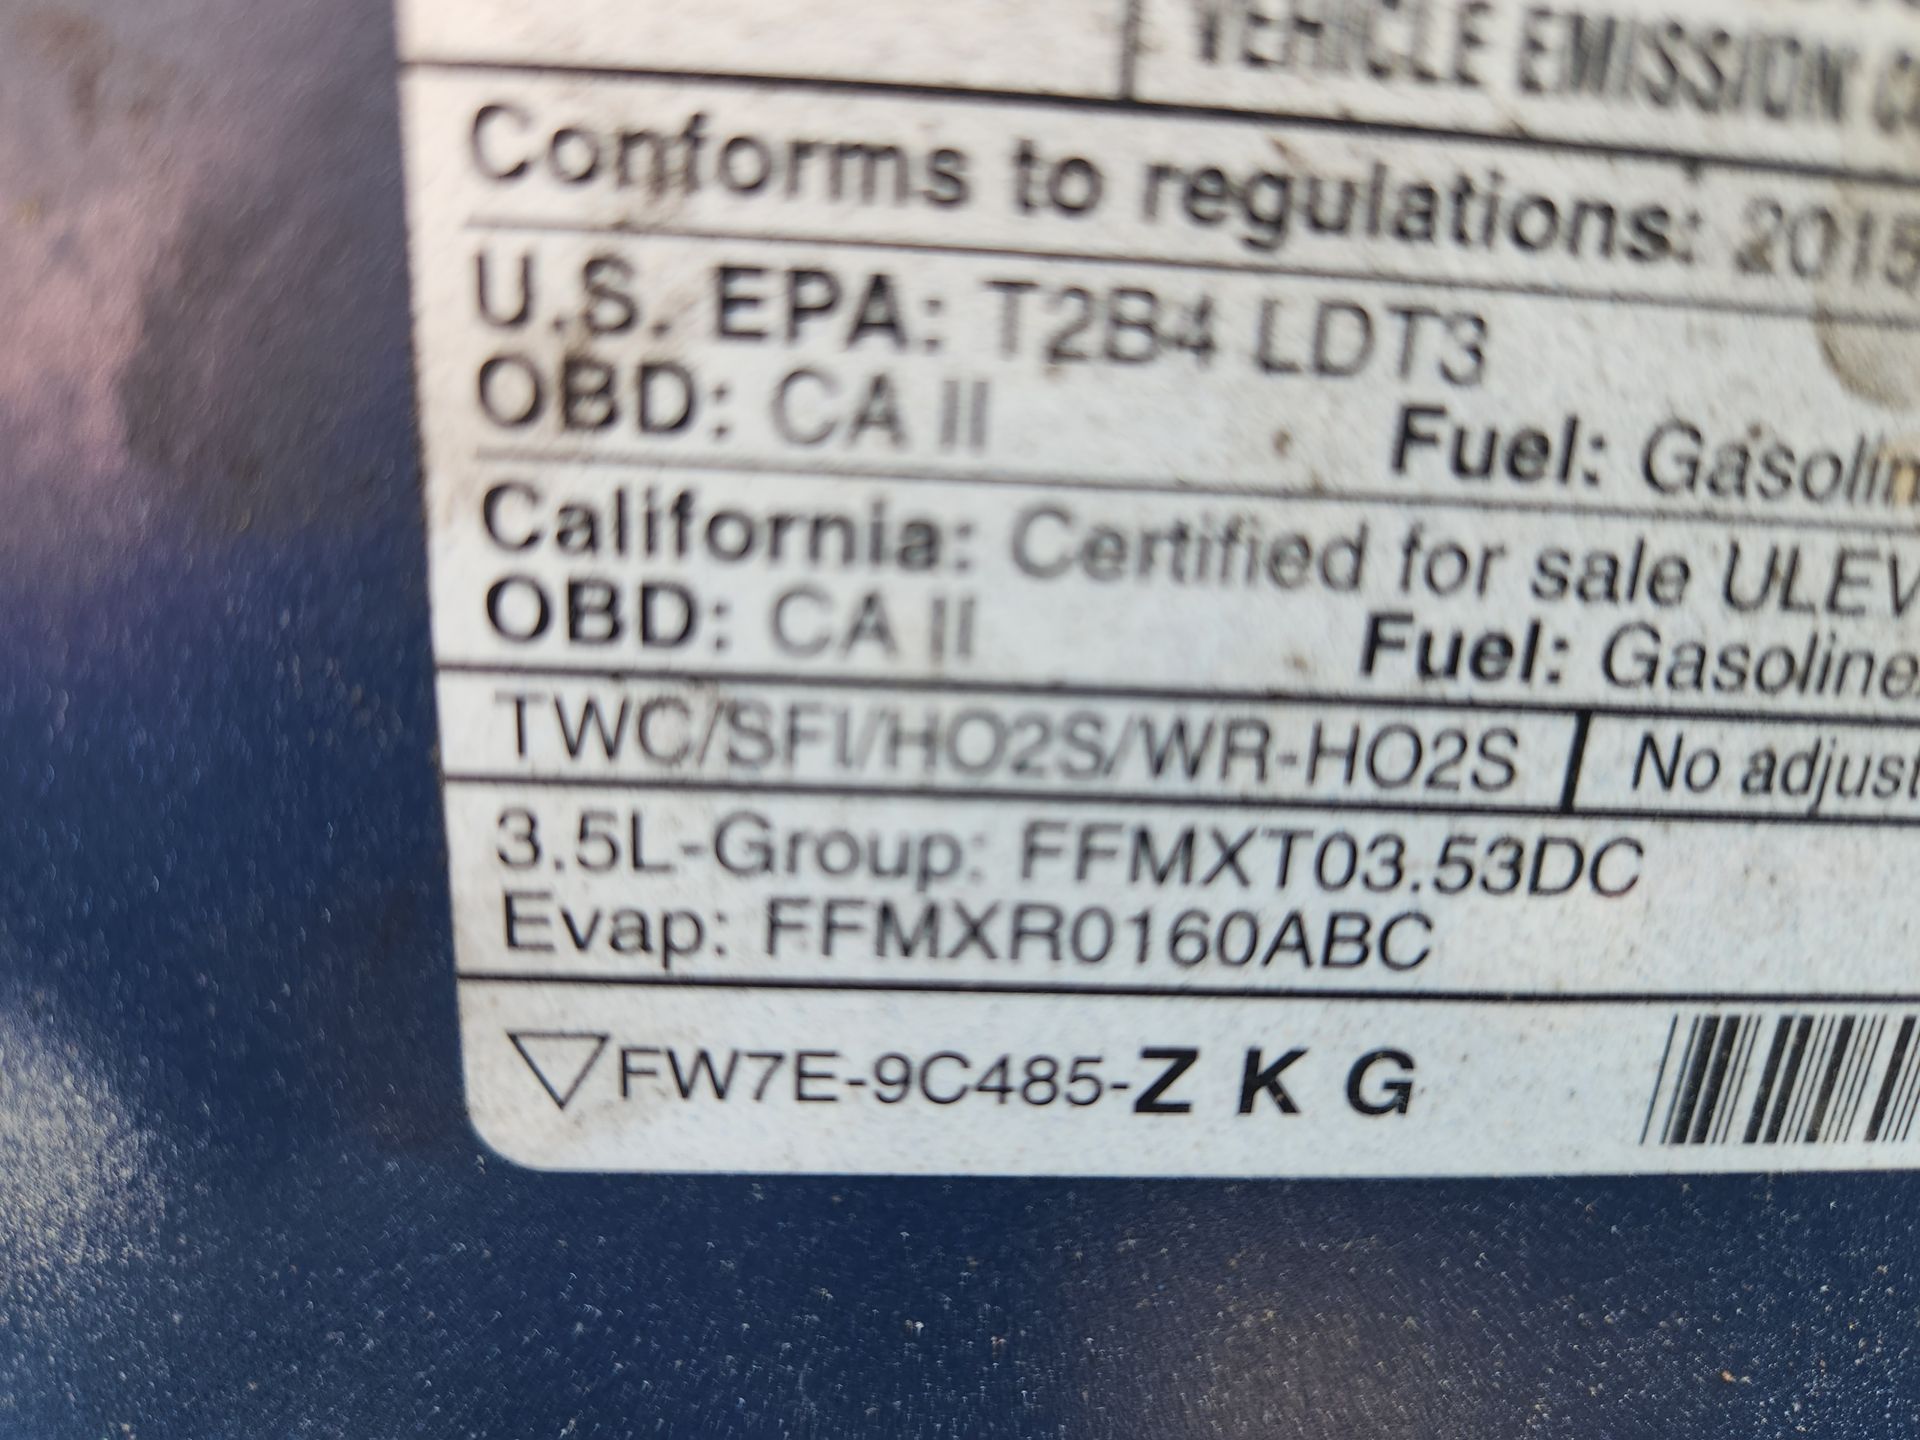 VEHICLE EMISSION
Conforms to regulations: 2015
U.S. EPA: T2B4 LDT3
OBD: CA II Fuel: Gasolin
California: Certified for sale ULEV
OBD: CA II Fuel: Gasoline
TWC/SFI/HO2S/WR-HO2S No adjust
3.5L-Group: FFMXT03.53DC
Evap: FFMXR0160ABC
FW7E-9C485-Z K G